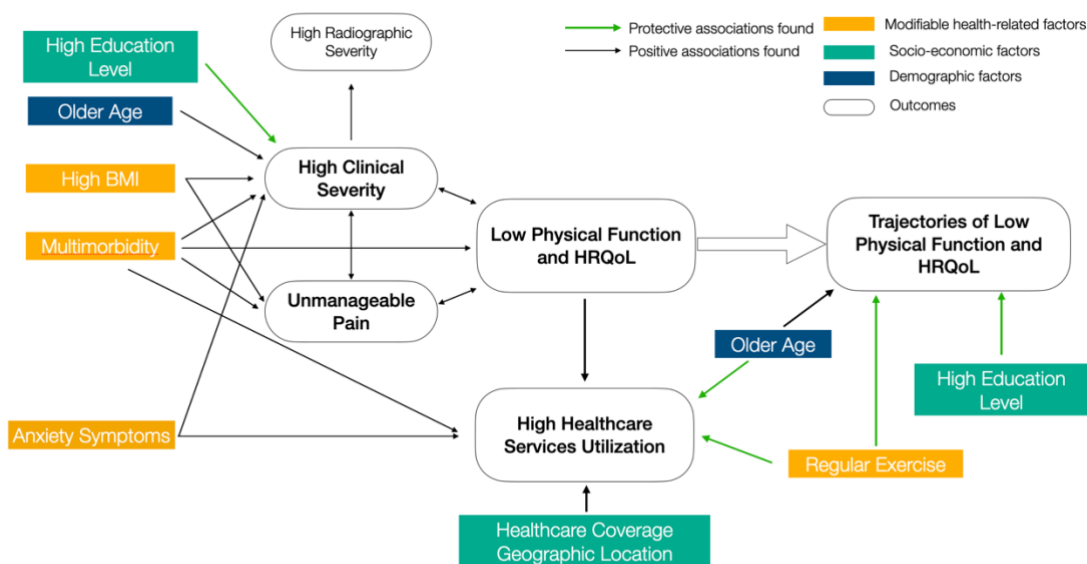 High Education
Level
Older Age
High BMI
Multimorbidity
Anxiety Symptoms
High Radiographic
Severity
High Clinical
Severity
Unmanageable
Pain
Low Physical Function
and HRQoL
High Healthcare
Services Utilization
Healthcare Coverage
Geographic Location
Older Age
Regular Exercise
High Education
Level
Trajectories of Low
Physical Function and
HRQoL
Protective associations found
Positive associations found
Modifiable health-related factors
Socio-economic factors
Demographic factors
Outcomes